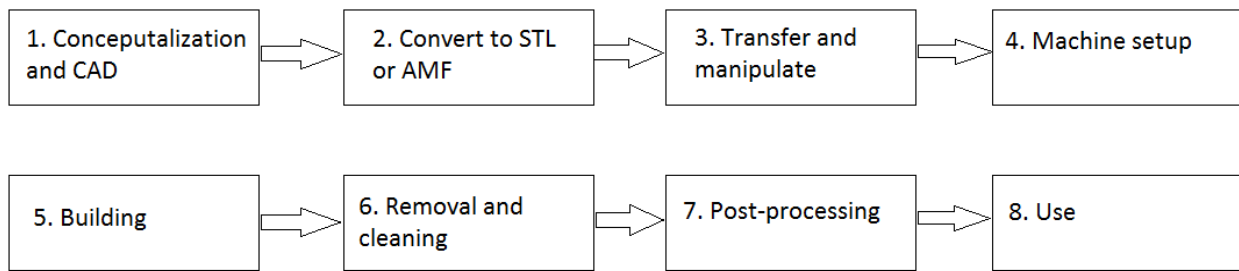 1. Conceputalization
and CAD
2. Convert to STL
or AMF
3. Transfer and
manipulate
4. Machine setup
5. Building
6. Removal and
cleaning
7. Post-processing
8. Use